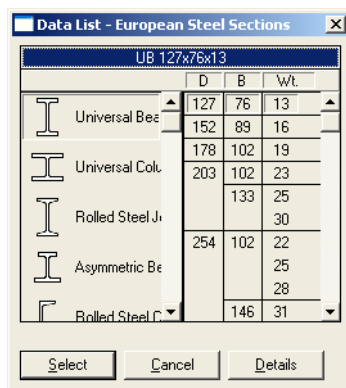 Data List - European Steel Sections
UB 127x76x13
D B Wt.
127 76 13
Universal Bea
152 89 16
178 102 19
Universal Colu
203 102 23
133 25
Rolled Steel J
30
254 102 22
Asymmetric Be
25
28
Rolled Steel C
146 31
Select Cancel Details